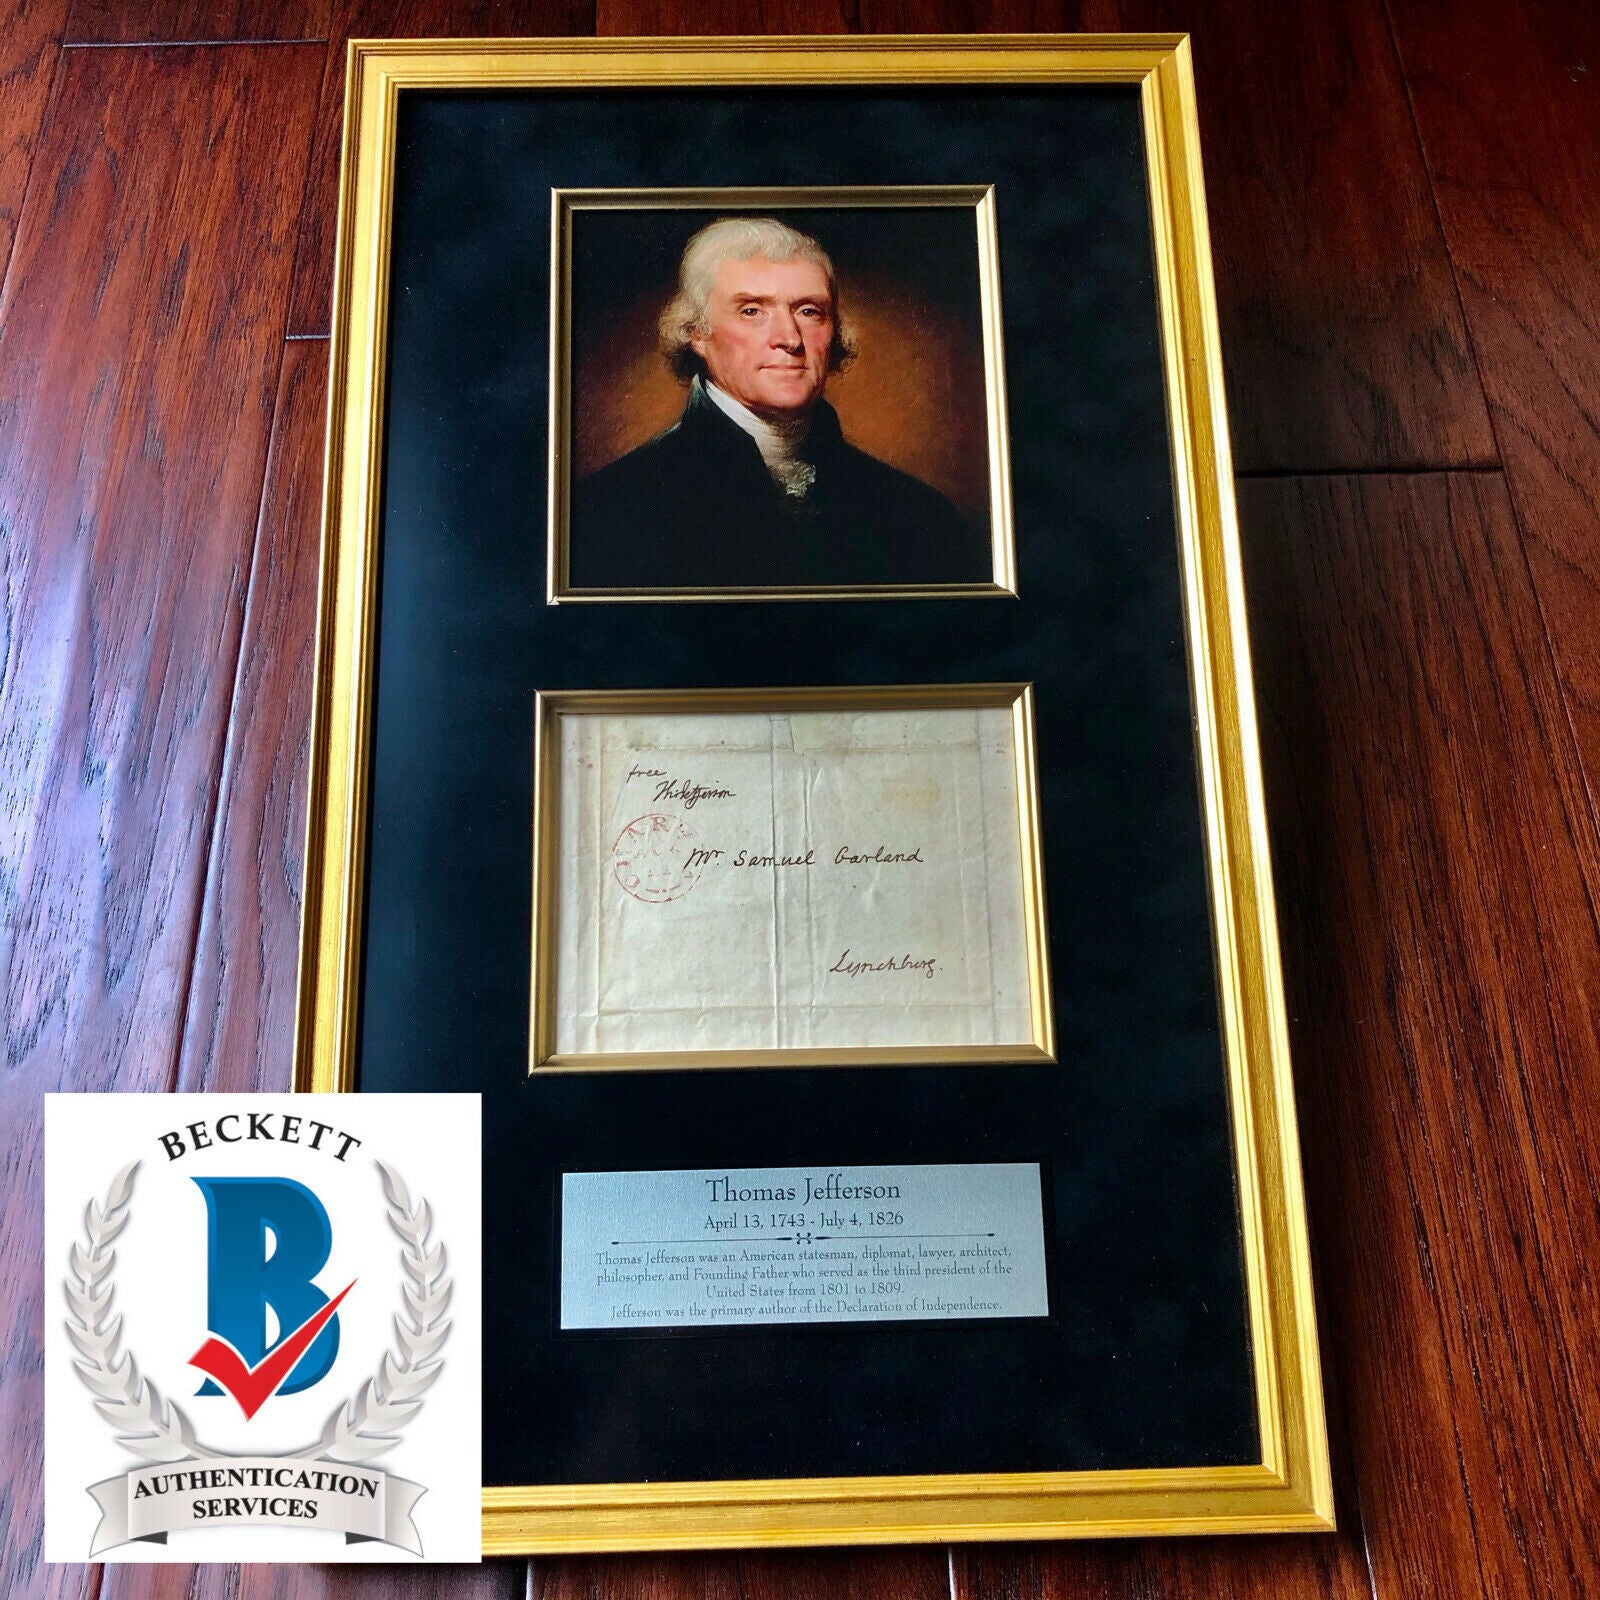 free
Th: Jefferson
Mr. Samuel Garland
Lynchburg.
Thomas Jefferson
April 13, 1743 - July 4, 1826
Thomas Jefferson was an American statesman, diplomat, lawyer, architect,
philosopher, and Founding Father who served as the third president of the
United States from 1801 to 1809.
Jefferson was the primary author of the Declaration of Independence.
BECKETT
B
AUTHENTICATION
SERVICES